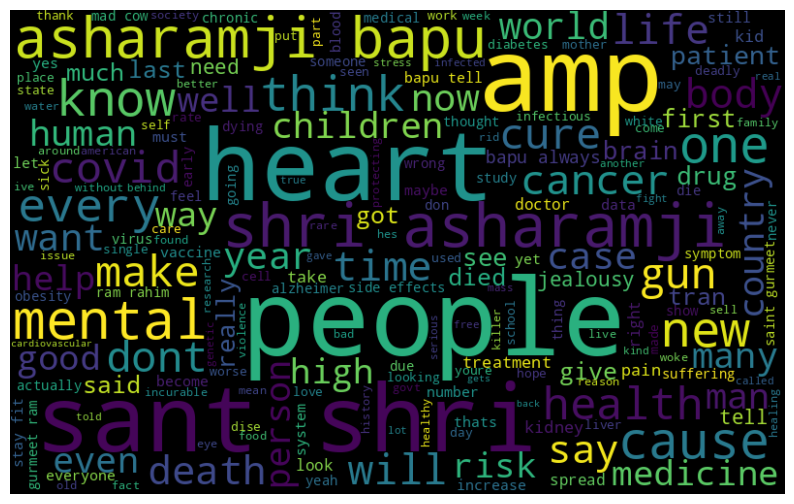 thank
mad cow
society
chronic
put
part
medical
work
week
still
kid
asharamji bapu
amp
world
life
blood
someone
seen
stress
infected
diabetes
mother
deadly
may
real
yes
place
state
water
much
last
need
patient
know
well
think
now
bapu tell
body
better
rate
self
must
dying
children
thought
infectious
rid
white
come
family
first
human
cure
one
let
around
american
early
heart
going
true
protecting
wrong
bapu always
brain
another
sick
live
without
behind
covid
feel
rare
maybe
study
die
fight
cancer
drug
every
way
shri asharamji
don
hes
doctor
data
away
never
want
care
virus
found
got
gave
used
yet
case
country
saint gurmeet
issue
single
vaccine
year
time
see
symptom
help
make
really
take
died
jealousy
tran
gun
obesity
ram rahim
cell
alzheimer
side effects
mass
thing
show
sell
research
violence
people
bad
free
school
right
made
cardiovascular
genetic
killer
serious
live
kind
woke
mental
new
good
dont
worse
treatment
pain
suffering
called
reason
actually
become
high
due
youre
give
many
healing
said
incurable
person
looking
gets
hope
stay fit
gurmeet ram
told
mean
love
number
thats
health
man
sant shri
history
govt
healthy
back
tell
dise
system
lot
kidney
liver
food
look
day
say
cause
even
death
eye
will
risk
everyone
yeah
increase
spread
medicine
old
fact